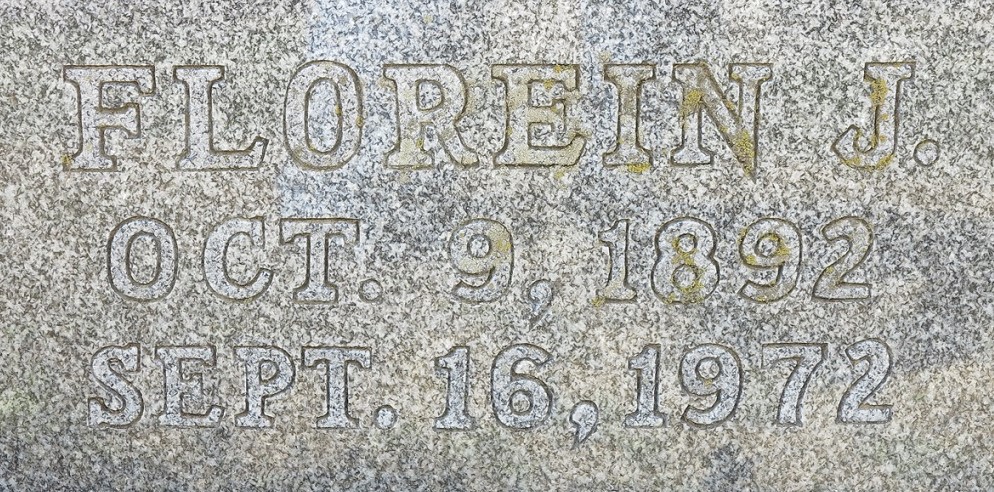 FLOREIN J.
OCT. 9, 1892
SEPT. 16, 1972